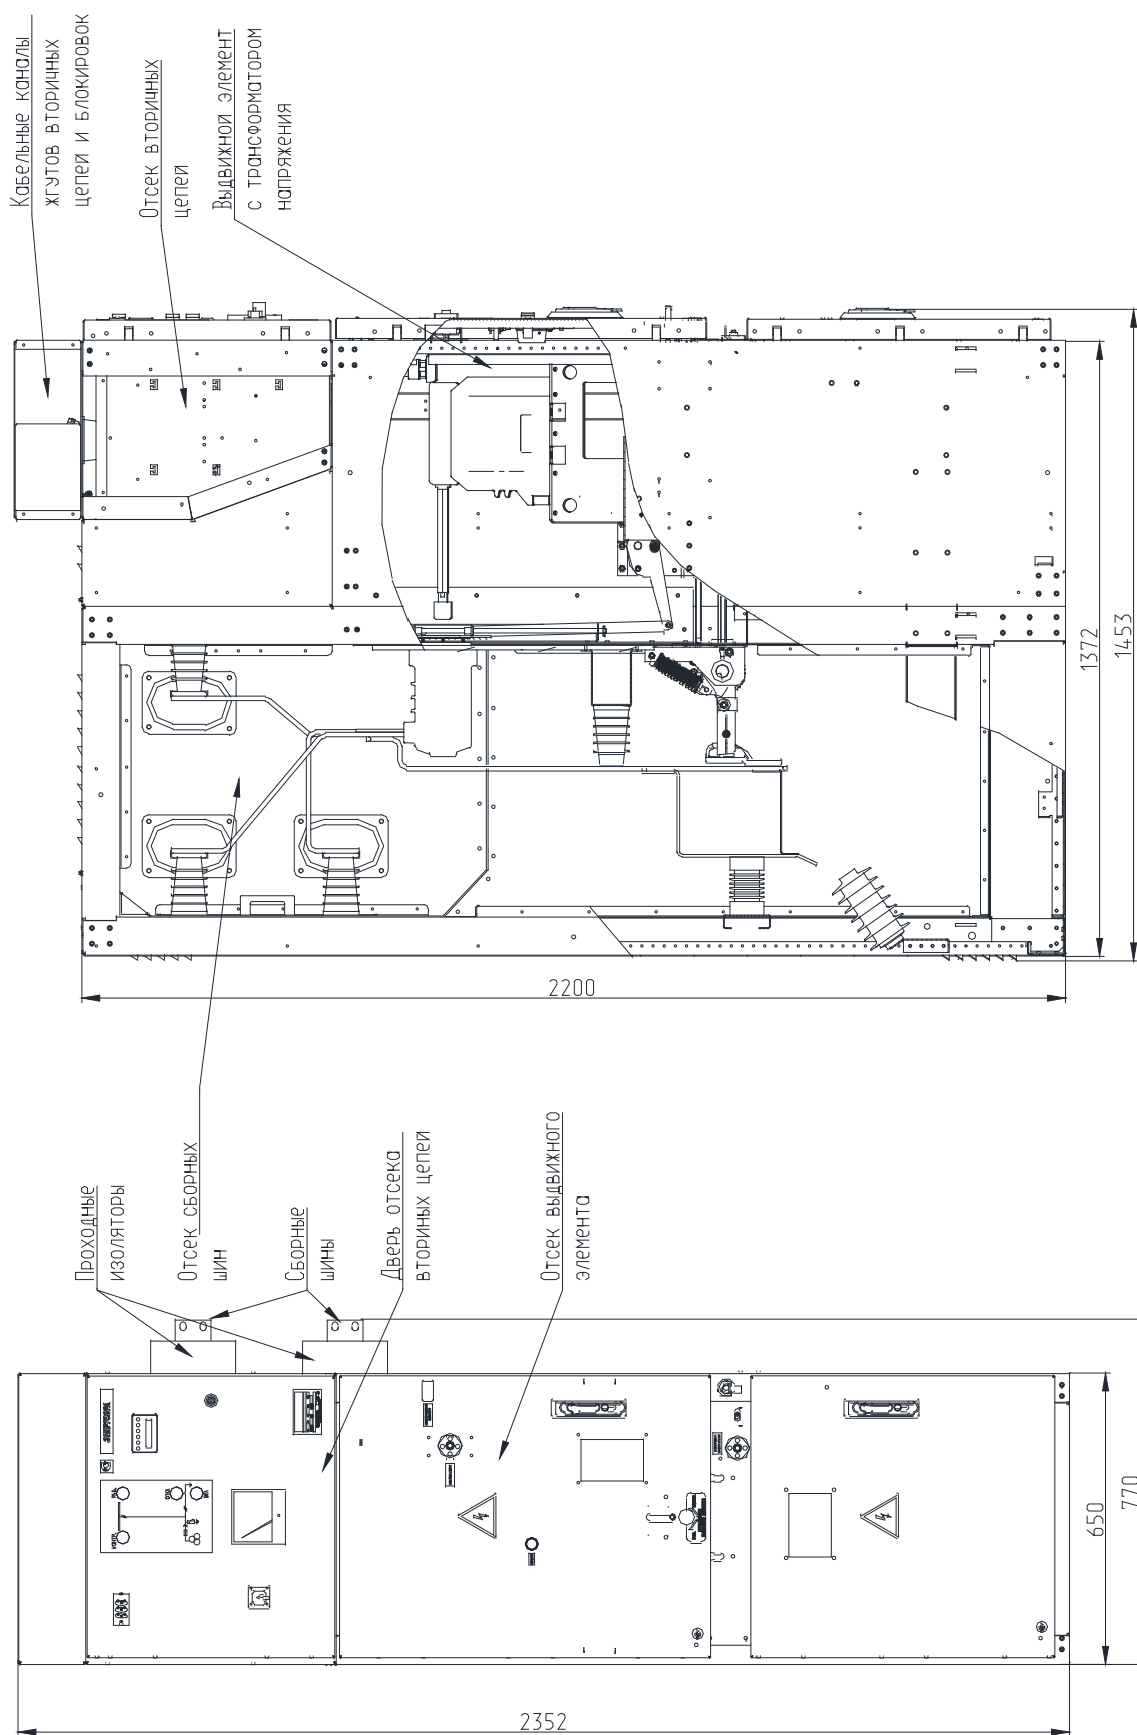 Кабельные каналы
жгутов вторичных
цепей и блокировок
Отсек вторичных
цепей
Выдвижной элемент
с трансформатором
напряжения
1372
1453
2200
Проходные
изоляторы
Отсек сборных
шин
Сборные
шины
Дверь отсека
вториных цепей
Отсек выдвижного
элемента
650
770
2352